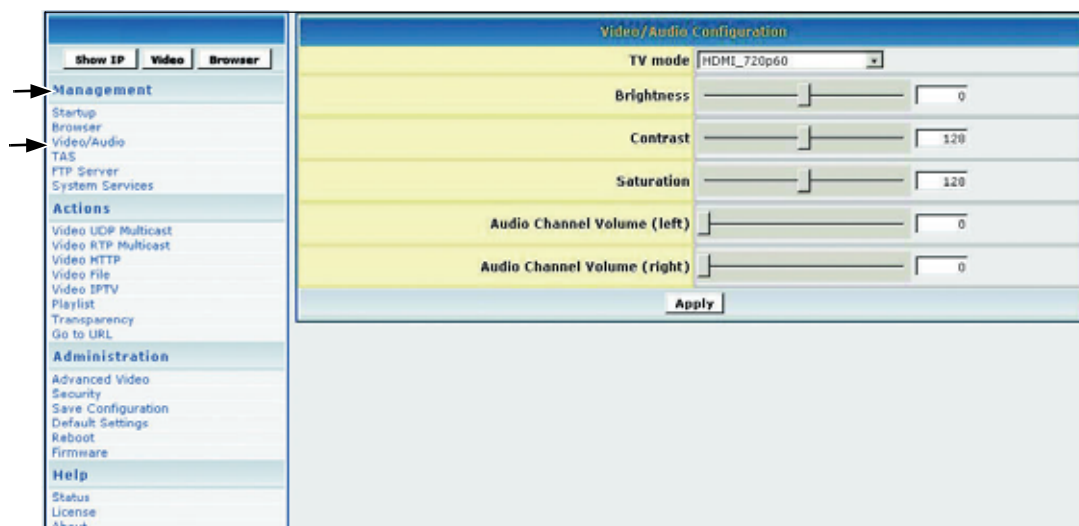 Show IP Video Browser
Management
Startup
Browser
Video/Audio
TAS
FTP Server
System Services
Actions
Video UDP Multicast
Video RTP Multicast
Video HTTP
Video File
Video IPTV
Playlist
Transparency
Go to URL
Administration
Advanced Video
Security
Save Configuration
Default Settings
Reboot
Firmware
Help
Status
License
About
Video/Audio Configuration
TV mode HDMI_720p60
Brightness 0
Contrast 128
Saturation 128
Audio Channel Volume (left) 0
Audio Channel Volume (right) 0
Apply